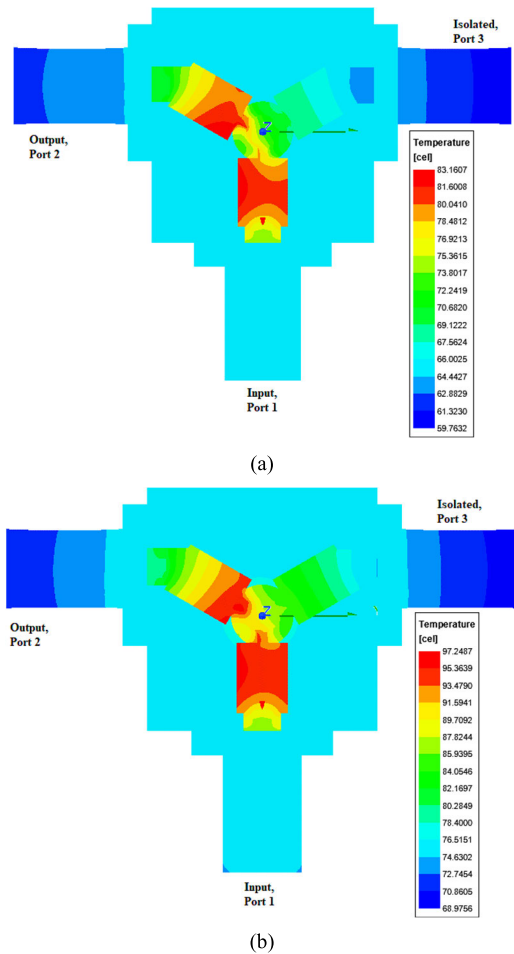 Isolated,
Port 3
Output,
Port 2
Z
Temperature
[cel]
83.1607
81.6008
80.0410
78.4812
76.9213
75.3615
73.8017
72.2419
70.6820
69.1222
67.5624
66.0025
64.4427
62.8829
61.3230
59.7632
Input,
Port 1
(a)
Isolated,
Port 3
Z
Output,
Port 2
Temperature
[cel]
97.2487
95.3639
93.4790
91.5941
89.7092
87.8244
85.9395
84.0546
82.1697
80.2849
78.4000
76.5151
74.6302
72.7454
70.8605
68.9756
Input,
Port 1
(b)